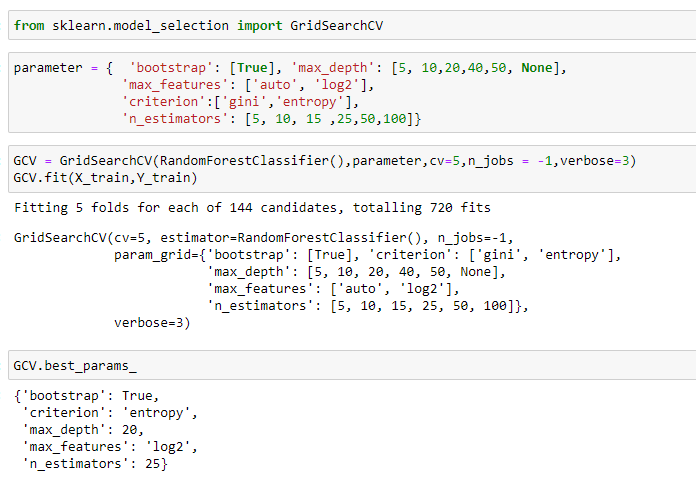 from sklearn.model_selection import GridSearchCV
parameter = {  'bootstrap': [True], 'max_depth': [5, 10,20,40,50, None],
              'max_features': ['auto', 'log2'],
              'criterion':['gini','entropy'],
              'n_estimators': [5, 10, 15 ,25,50,100]}
GCV = GridSearchCV(RandomForestClassifier(),parameter,cv=5,n_jobs = -1,verbose=3)
GCV.fit(X_train,Y_train)
Fitting 5 folds for each of 144 candidates, totalling 720 fits
GridSearchCV(cv=5, estimator=RandomForestClassifier(), n_jobs=-1,
             param_grid={'bootstrap': [True], 'criterion': ['gini', 'entropy'],
                         'max_depth': [5, 10, 20, 40, 50, None],
                         'max_features': ['auto', 'log2'],
                         'n_estimators': [5, 10, 15, 25, 50, 100]},
             verbose=3)
GCV.best_params_
{'bootstrap': True,
 'criterion': 'entropy',
 'max_depth': 20,
 'max_features': 'log2',
 'n_estimators': 25}